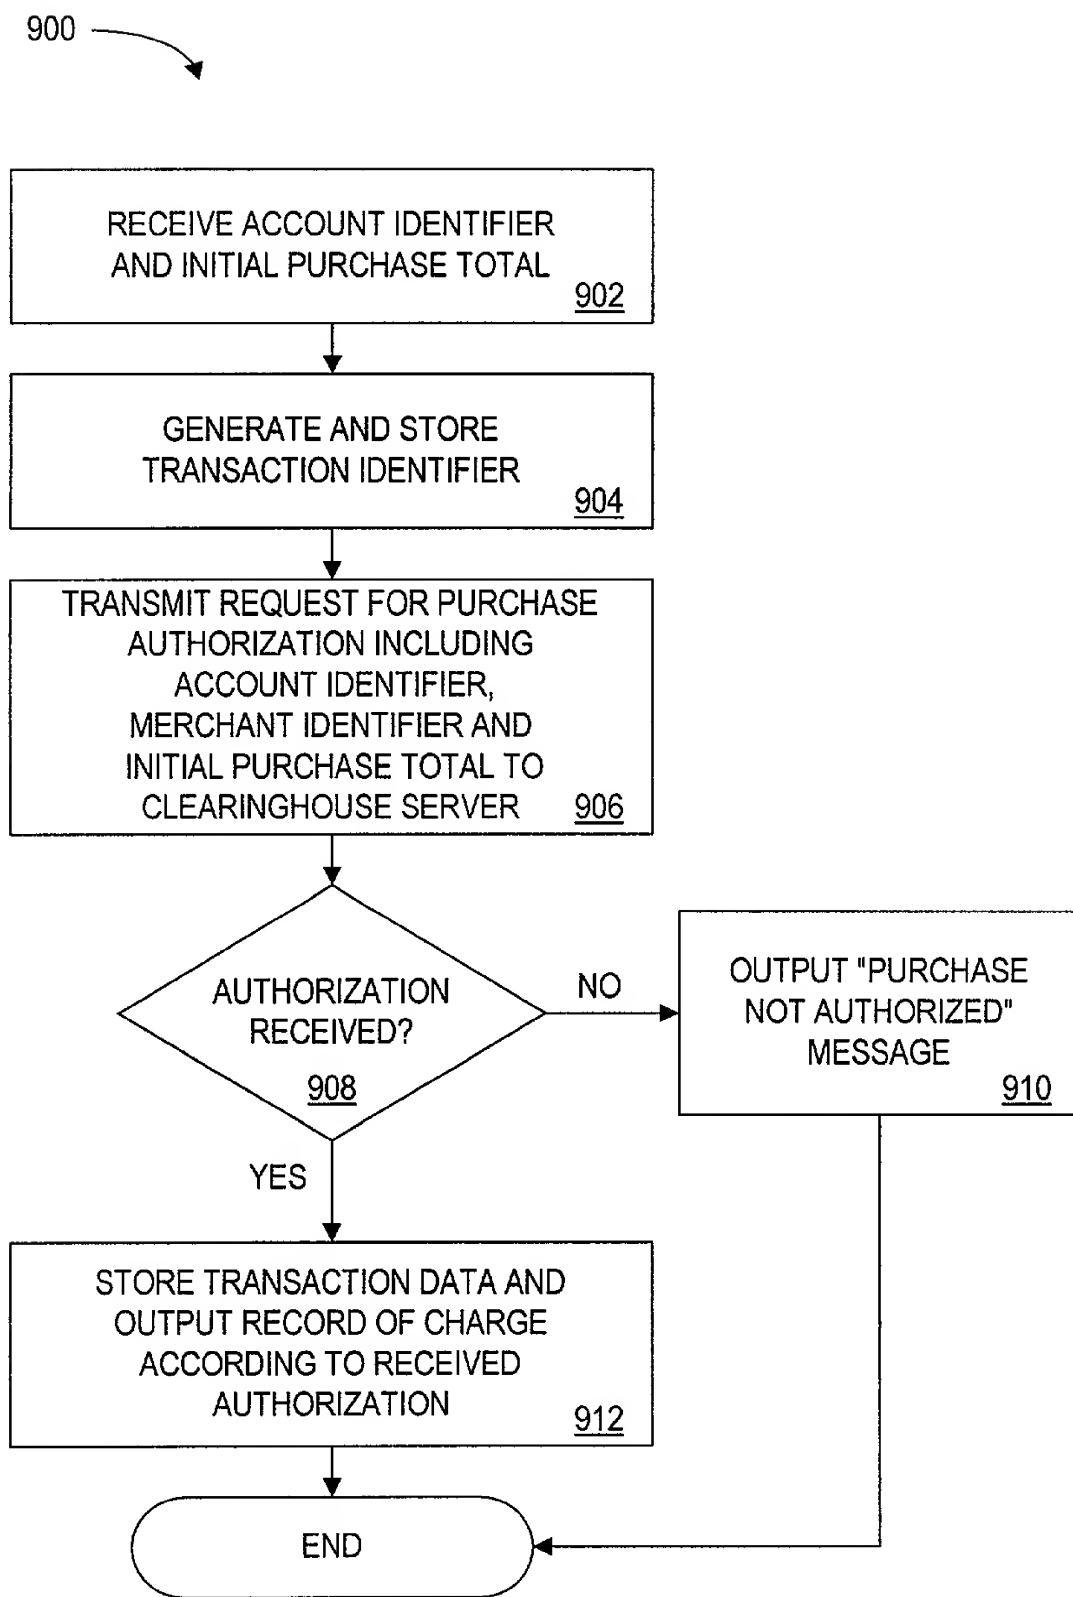 900
RECEIVE ACCOUNT IDENTIFIER
AND INITIAL PURCHASE TOTAL
902
GENERATE AND STORE
TRANSACTION IDENTIFIER
904
TRANSMIT REQUEST FOR PURCHASE
AUTHORIZATION INCLUDING
ACCOUNT IDENTIFIER,
MERCHANT IDENTIFIER AND
INITIAL PURCHASE TOTAL TO
CLEARINGHOUSE SERVER
906
AUTHORIZATION
RECEIVED?
908
NO
OUTPUT "PURCHASE
NOT AUTHORIZED"
MESSAGE
910
YES
STORE TRANSACTION DATA AND
OUTPUT RECORD OF CHARGE
ACCORDING TO RECEIVED
AUTHORIZATION
912
END